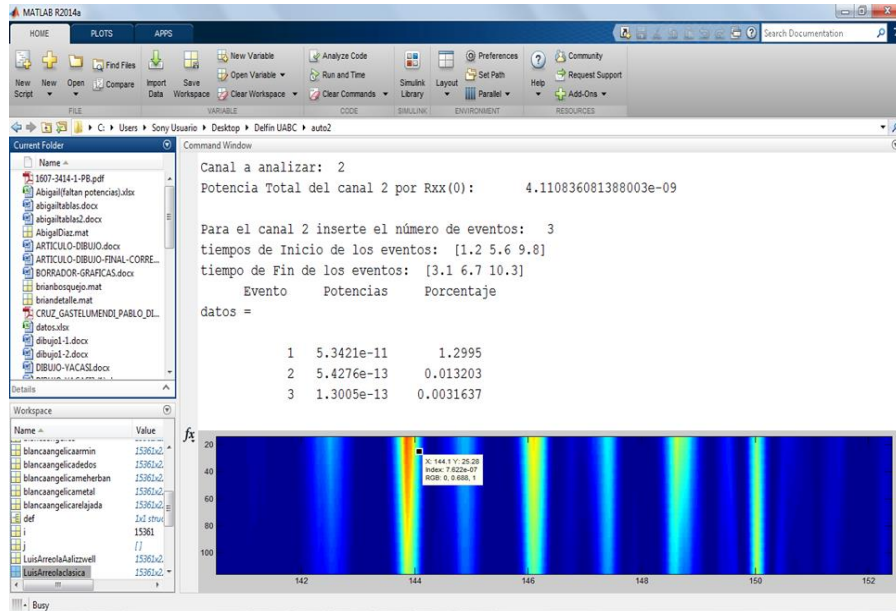 MATLAB R2014a
HOME PLOTS APPS
Search Documentation
New Script
New
Open
Find Files
Compare
Import Data
Save Workspace
New Variable
Open Variable
Clear Workspace
Analyze Code
Run and Time
Clear Commands
Simulink Library
Layout
Preferences
Set Path
Parallel
Help
Community
Request Support
Add-Ons
FILE VARIABLE CODE SIMULINK ENVIRONMENT RESOURCES
C: Users Sony Usuario Desktop Delfin UABC auto2
Current Folder
Name
1607-3414-1-PB.pdf
Abigail(faltan potencias).xlsx
abigailtablas.docx
abigailtablas2.docx
AbigalDiaz.mat
ARTICULO-DIBUJO.docx
ARTICULO-DIBUJO-FINAL-CORRE...
BORRADOR-GRAFICAS.docx
brianbosquejo.mat
briandetalle.mat
CRUZ_GASTELUMENDI_PABLO_DI...
datos.xlsx
dibujo1-1.docx
dibujo1-2.docx
DIBUJO-YACASI.docx
Details
Workspace
Name Value
blancaangelicaarmin 15361x2
blancaangelicadedos 15361x2
blancaangelicameherban 15361x2
blancaangelicametal 15361x2
blancaangelicarelajada 15361x2
def 1x1 struc
i 15361
j []
LuisArreolaAalizzwell 15361x2
LuisArreolaclasica 15361x2
Command Window
Canal a analizar: 2
Potencia Total del canal 2 por Rxx(0): 4.110836081388003e-09
Para el canal 2 inserte el número de eventos: 3
tiempos de Inicio de los eventos: [1.2 5.6 9.8]
tiempo de Fin de los eventos: [3.1 6.7 10.3]
Evento Potencias Porcentaje
datos =
1 5.3421e-11 1.2995
2 5.4276e-13 0.013203
3 1.3005e-13 0.0031637
fx
20
40
60
80
100
X: 144.1 Y: 25.28
Index: 7.622e-07
RGB: 0, 0.688, 1
142 144 146 148 150 152
Busy